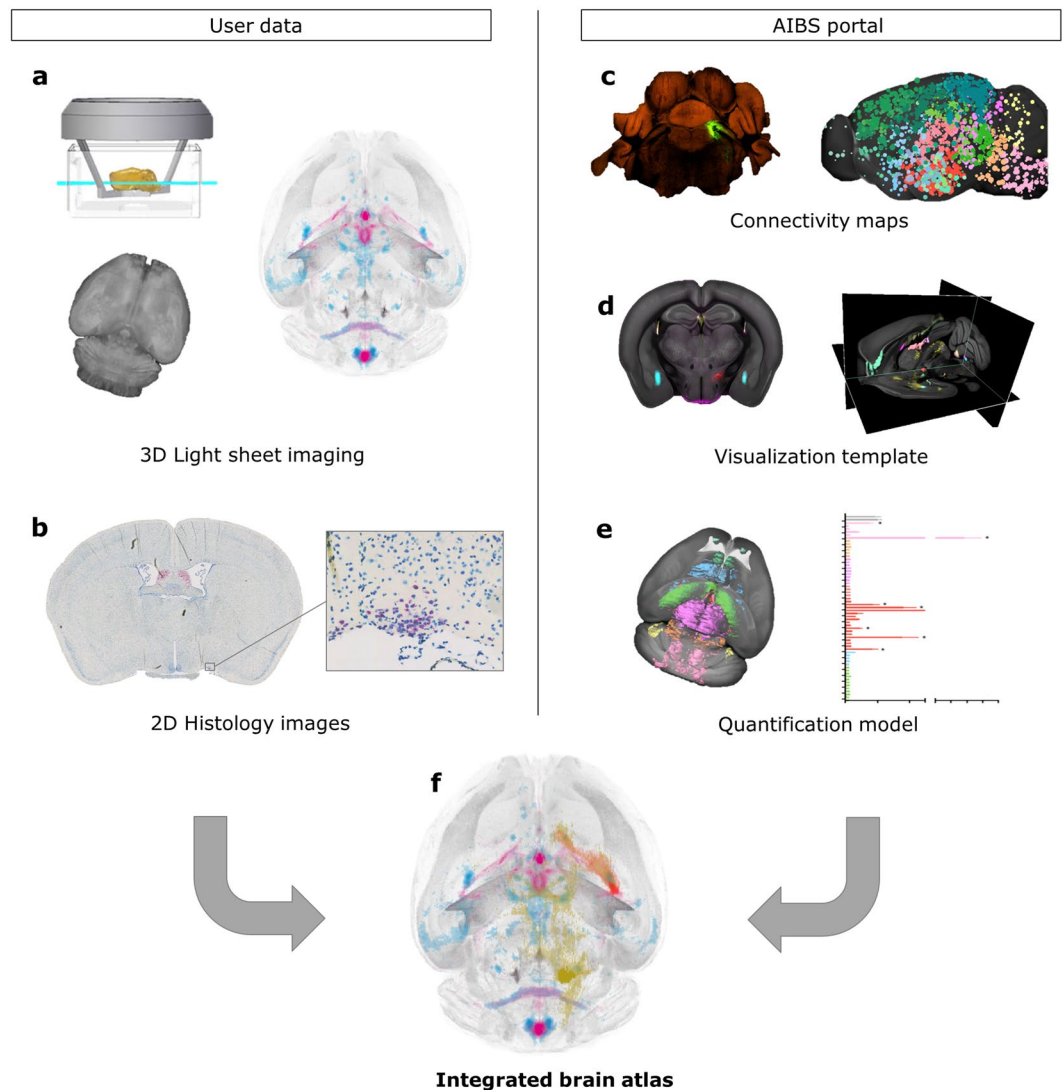 User data
AIBS portal
a
3D Light sheet imaging
b
2D Histology images
c
Connectivity maps
d
Visualization template
e
Quantification model
f
Integrated brain atlas